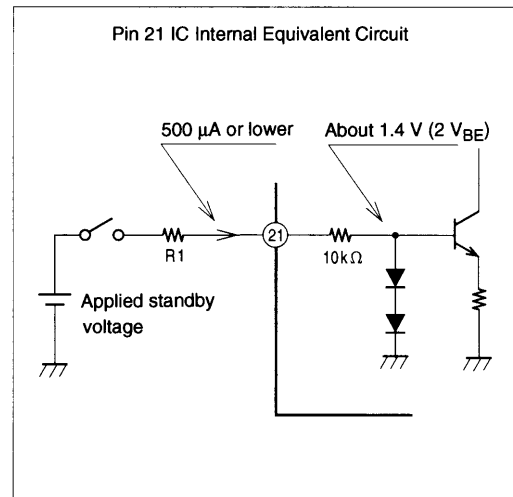 Pin 21 IC Internal Equivalent Circuit
500 µA or lower
About 1.4 V (2 VBE)
21
R1
10kΩ
Applied standby
voltage